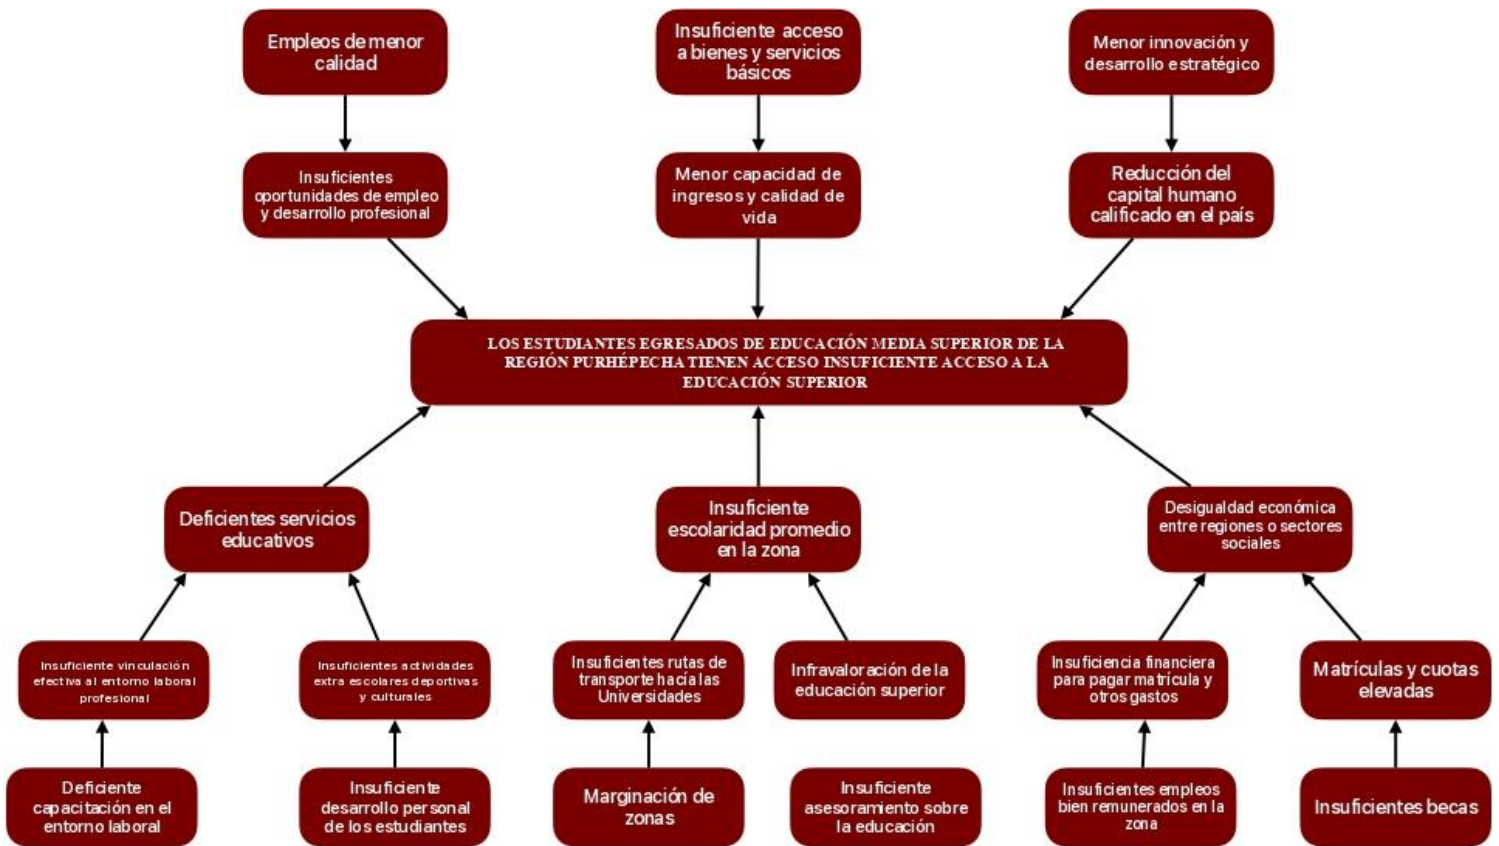 Empleos de menor
calidad
Insuficiente acceso
a bienes y servicios
básicos
Menor innovación y
desarrollo estratégico
Insuficientes
oportunidades de empleo
y desarrollo profesional
Menor capacidad de
ingresos y calidad de
vida
Reducción del
capital humano
calificado en el país
LOS ESTUDIANTES EGRESADOS DE EDUCACIÓN MEDIA SUPERIOR DE LA
REGIÓN PURHÉPECHA TIENEN ACCESO INSUFICIENTE ACCESO A LA
EDUCACIÓN SUPERIOR
Deficientes servicios
educativos
Insuficiente
escolaridad promedio
en la zona
Desigualdad económica
entre regiones o sectores
sociales
Insuficiente vinculación
efectiva al entorno laboral
profesional
Insuficientes actividades
extra escolares deportivas
y culturales
Insuficientes rutas de
transporte hacía las
Universidades
Infravaloración de la
educación superior
Insuficiencia financiera
para pagar matrícula y
otros gastos
Matrículas y cuotas
elevadas
Deficiente
capacitación en el
entorno laboral
Insuficiente
desarrollo personal
de los estudiantes
Marginación de
zonas
Insuficiente
asesoramiento sobre
la educación
Insuficientes empleos
bien remunerados en la
zona
Insuficientes becas